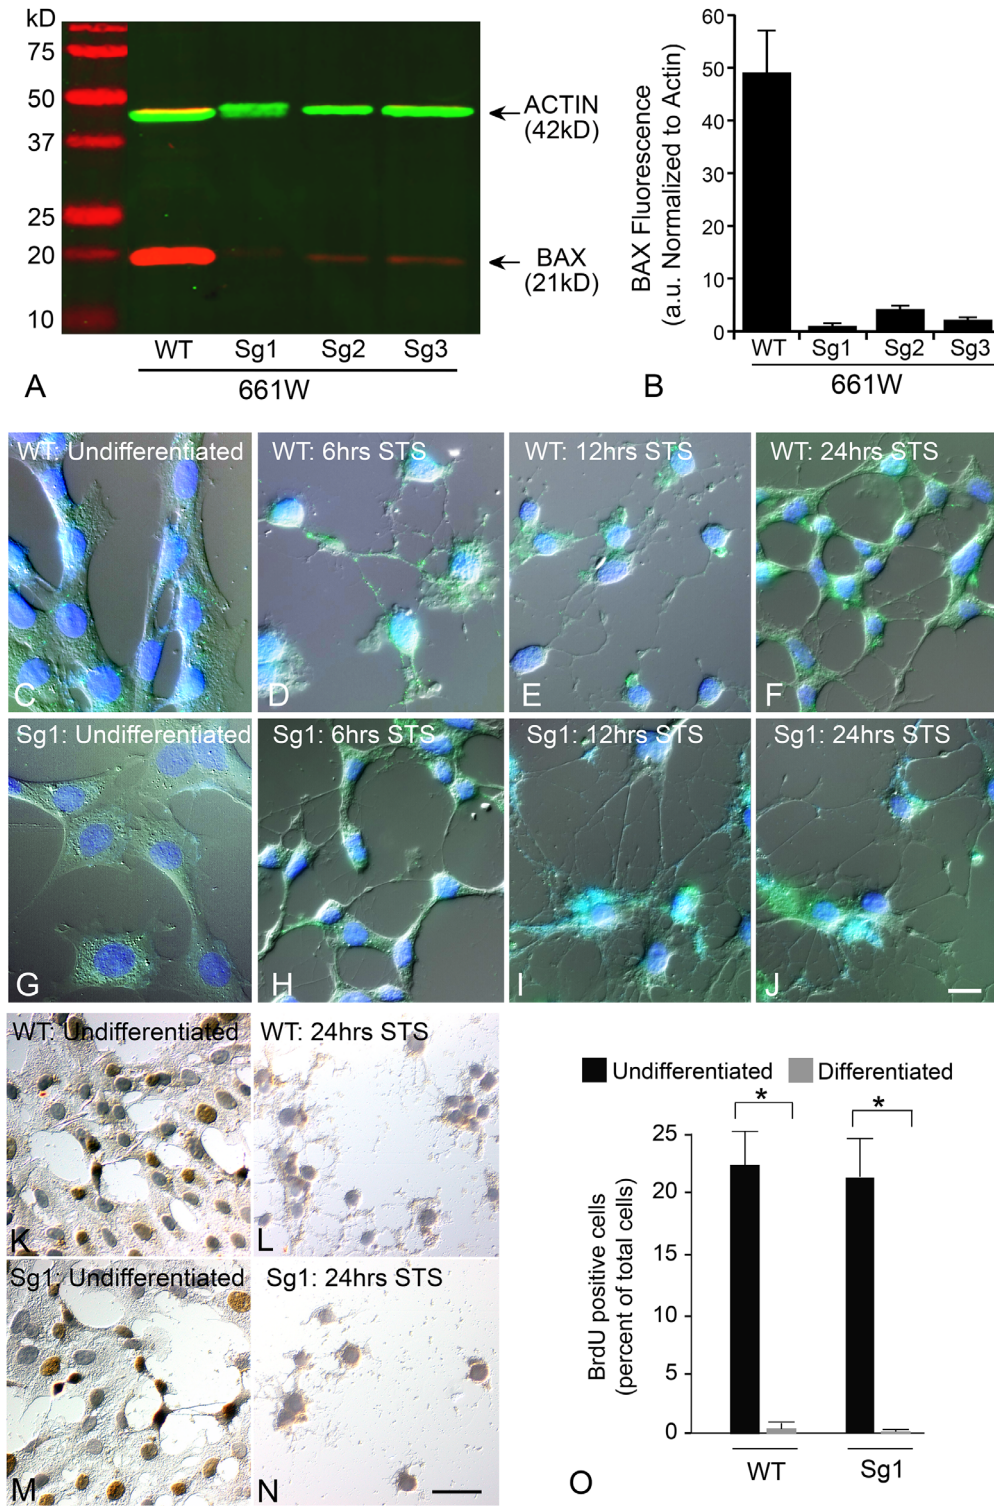 kD
75
50
37
25
20
10
ACTIN
(42kD)
BAX
(21kD)
WT
Sg1
Sg2
Sg3
661W
A
BAX Fluorescence
(a.u. Normalized to Actin)
60
50
40
30
20
10
0
WT
Sg1
Sg2
Sg3
661W
B
WT: Undifferentiated
C
WT: 6hrs STS
D
WT: 12hrs STS
E
WT: 24hrs STS
F
Sg1: Undifferentiated
G
Sg1: 6hrs STS
H
Sg1: 12hrs STS
I
Sg1: 24hrs STS
J
WT: Undifferentiated
K
WT: 24hrs STS
L
Sg1: Undifferentiated
M
Sg1: 24hrs STS
N
Undifferentiated
Differentiated
*
*
BrdU positive cells
(percent of total cells)
25
20
15
10
5
0
WT
Sg1
O